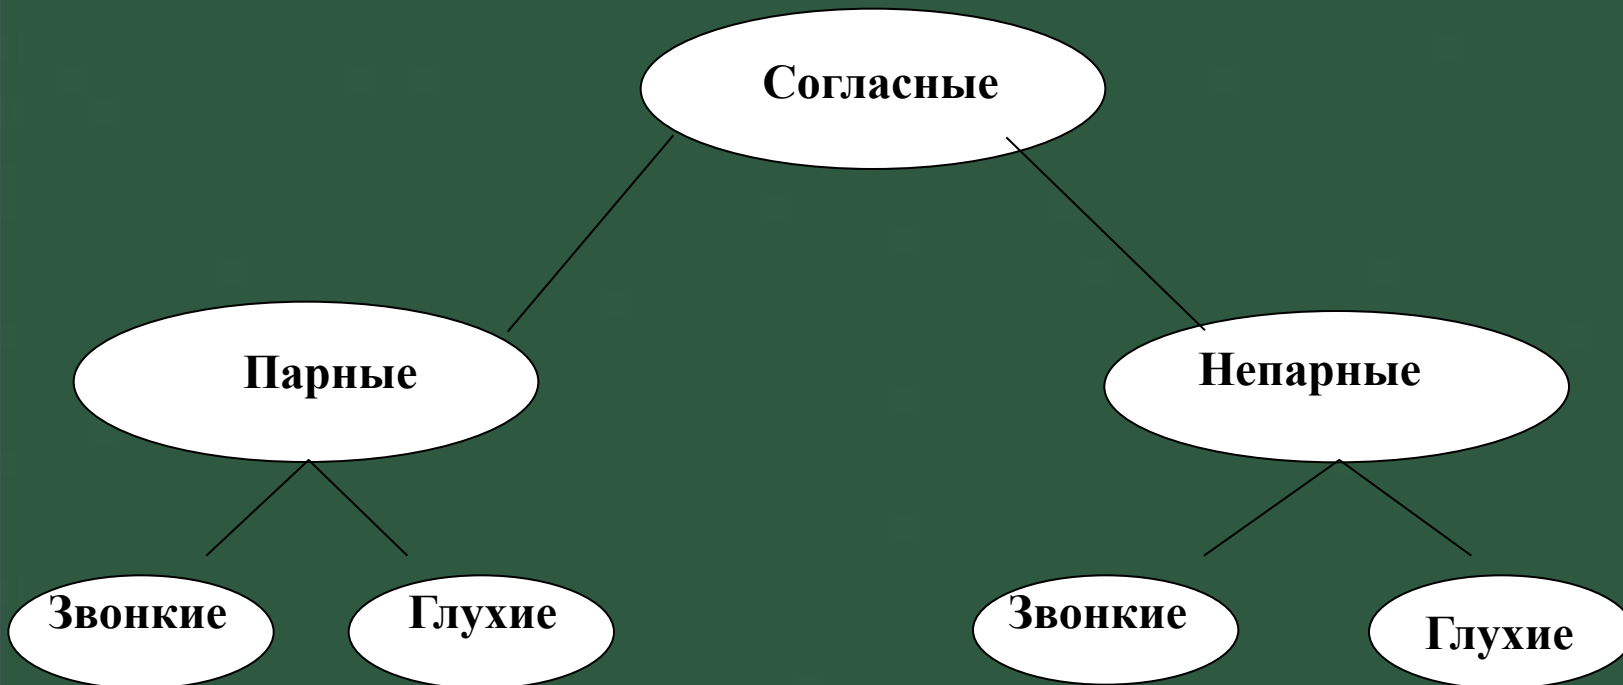 Согласные
Парные
Непарные
Звонкие
Глухие
Звонкие
Глухие